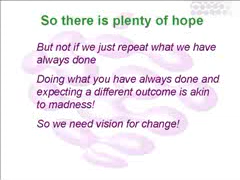 So there is plenty of hope
But not if we just repeat what we have
always done
Doing what you have always done and
expecting a different outcome is akin
to madness!
So we need vision for change!